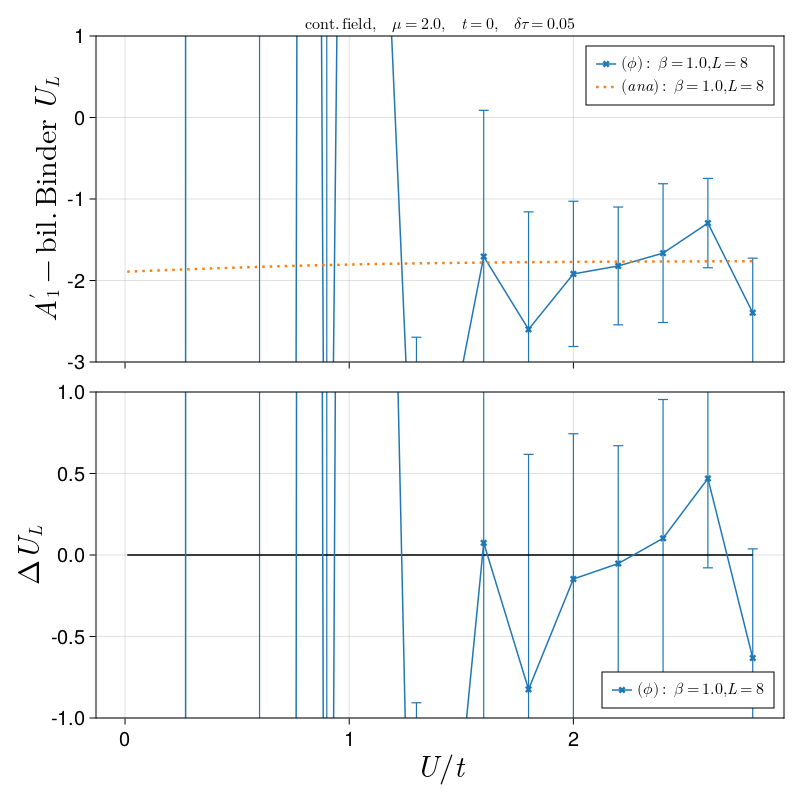 cont. field, μ = 2.0, t = 0, δτ = 0.05
A′₁ − bil. Binder U_L
1
0
-1
-2
-3
(ϕ) : β = 1.0, L = 8
(ana) : β = 1.0, L = 8
Δ U_L
1.0
0.5
0.0
-0.5
-1.0
(ϕ) : β = 1.0, L = 8
0
1
2
U/t